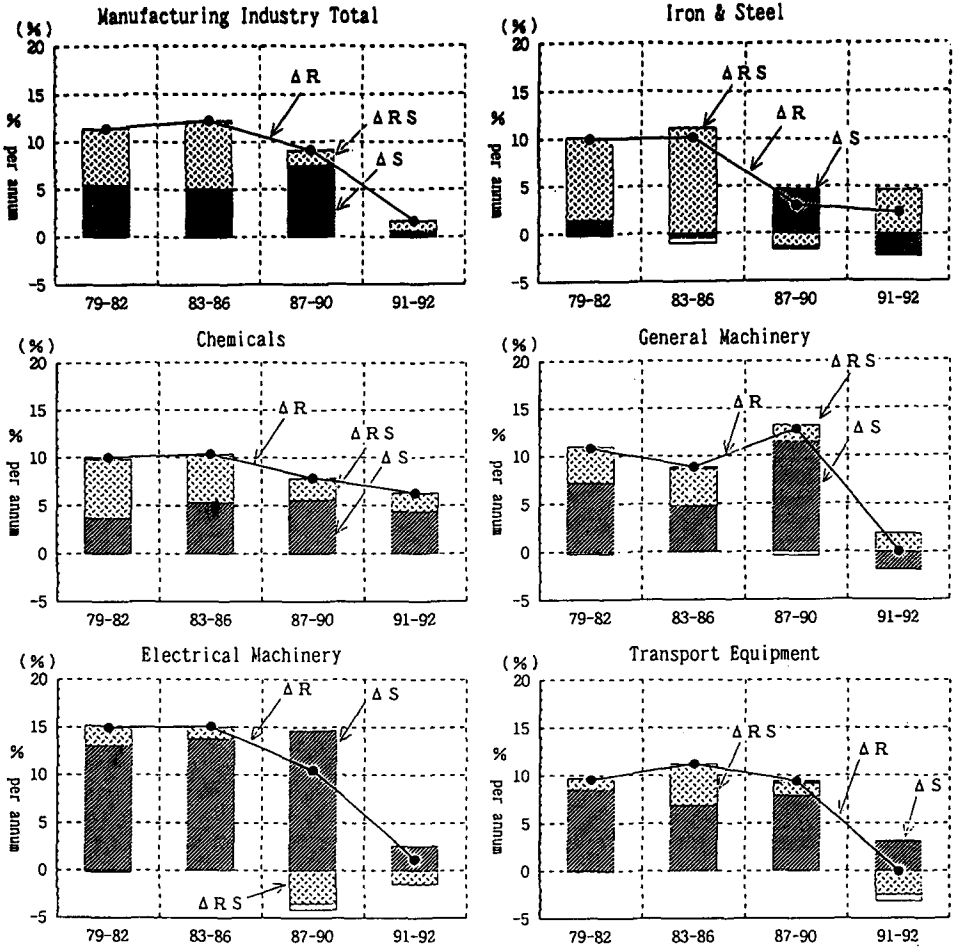 Manufacturing Industry Total
(%)
20
15
10
5
0
-5
% per annum
ΔR
ΔRS
ΔS
79-82 83-86 87-90 91-92
Iron & Steel
(%)
20
15
10
5
0
-5
% per annum
ΔRS
ΔR
ΔS
79-82 83-86 87-90 91-92
Chemicals
(%)
20
15
10
5
0
-5
% per annum
ΔR
ΔRS
ΔS
79-82 83-86 87-90 91-92
General Machinery
(%)
20
15
10
5
0
-5
% per annum
ΔRS
ΔR
ΔS
79-82 83-86 87-90 91-92
Electrical Machinery
(%)
20
15
10
5
0
-5
% per annum
ΔR
ΔS
ΔRS
79-82 83-86 87-90 91-92
Transport Equipment
(%)
20
15
10
5
0
-5
% per annum
ΔRS
ΔR
ΔS
79-82 83-86 87-90 91-92